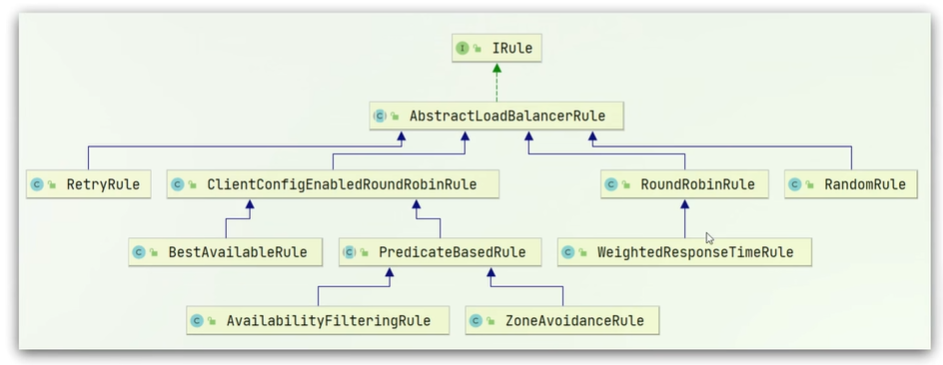 IRule
AbstractLoadBalancerRule
RetryRule ClientConfigEnabledRoundRobinRule RoundRobinRule RandomRule
BestAvailableRule PredicateBasedRule WeightedResponseTimeRule
AvailabilityFilteringRule ZoneAvoidanceRule